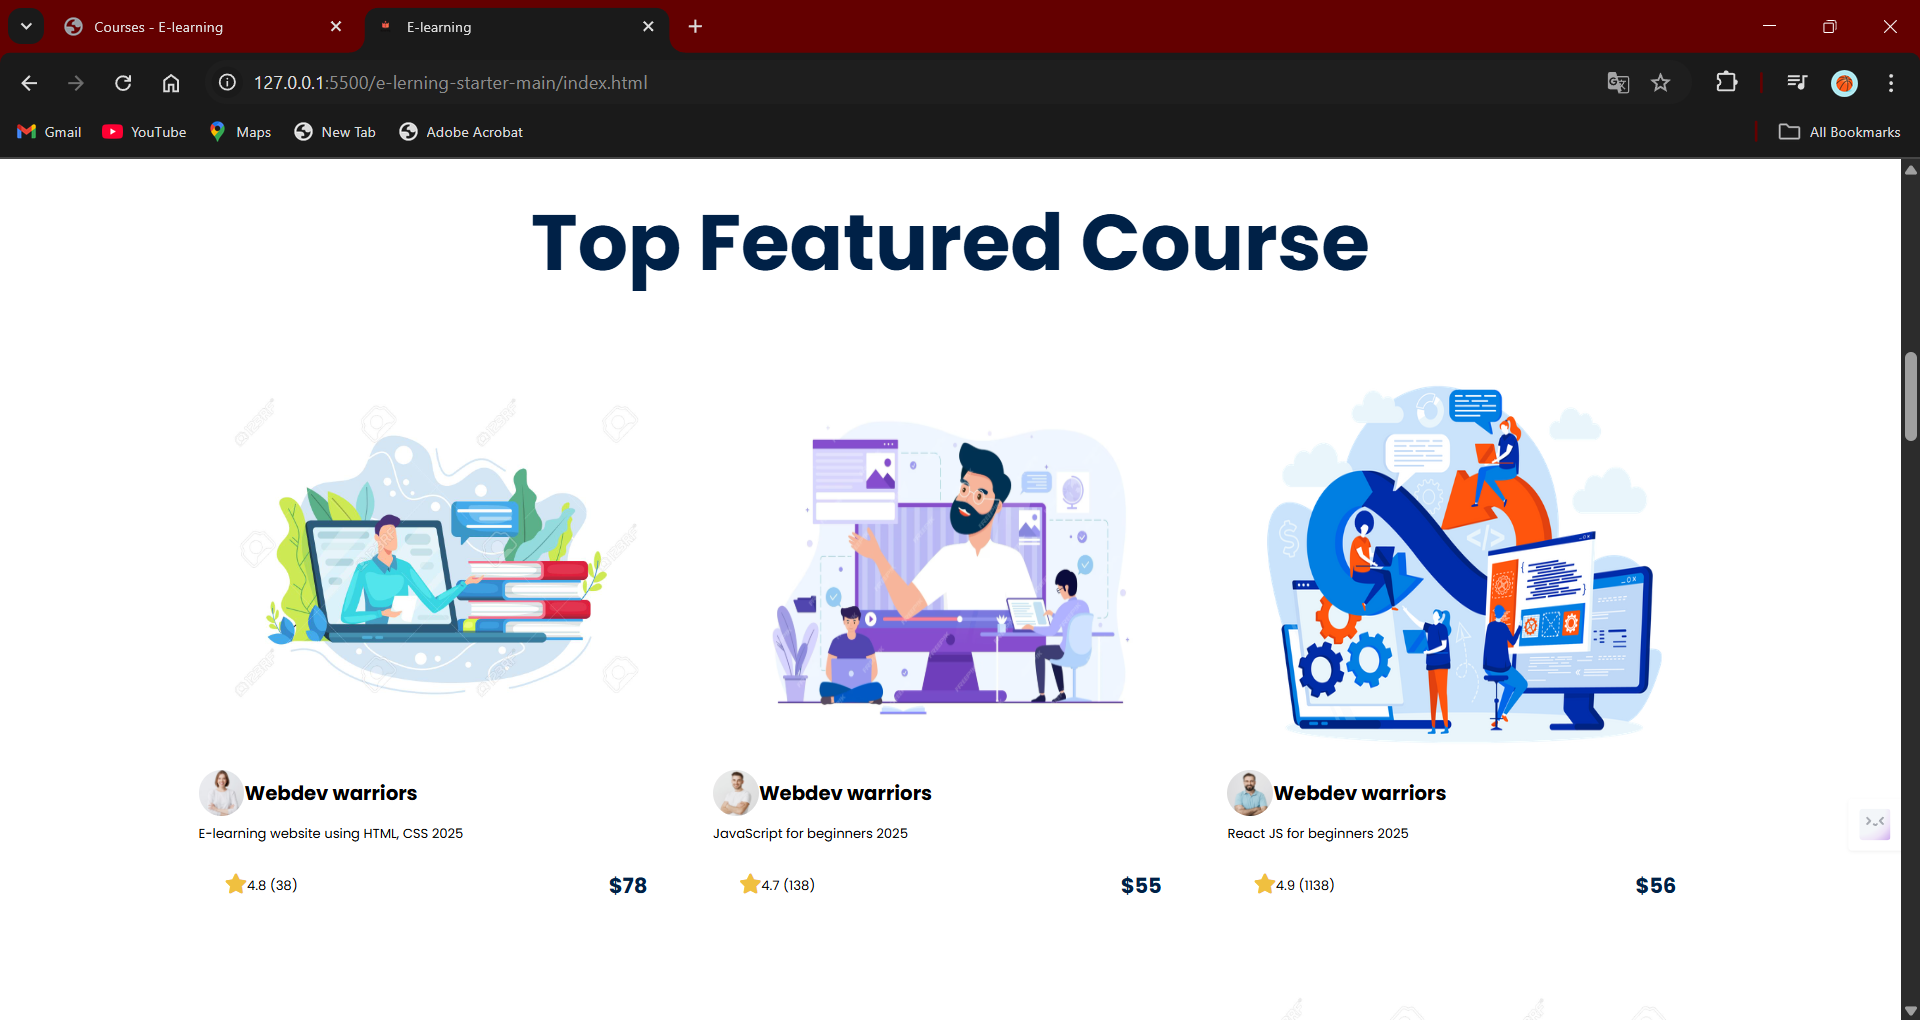 Courses - E-learning
E-learning
127.0.0.1:5500/e-lerning-starter-main/index.html
Gmail
YouTube
Maps
New Tab
Adobe Acrobat
All Bookmarks
Top Featured Course
Webdev warriors
E-learning website using HTML, CSS 2025
4.8 (38)
$78
Webdev warriors
JavaScript for beginners 2025
4.7 (138)
$55
Webdev warriors
React JS for beginners 2025
4.9 (1138)
$56